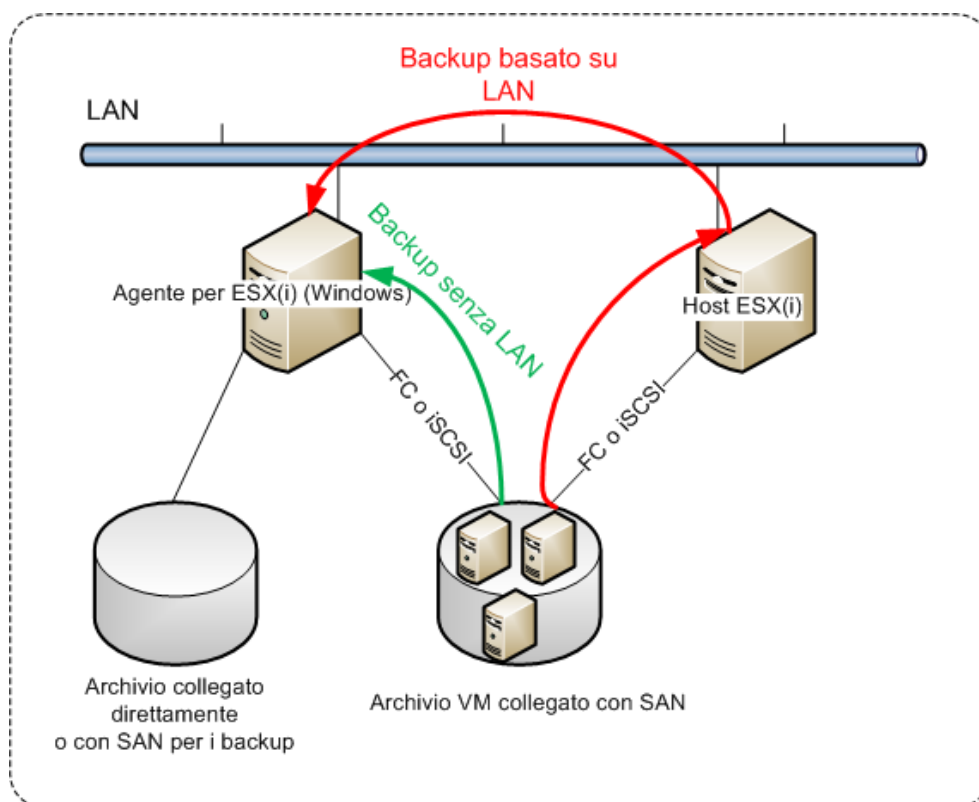 Backup basato su
LAN
LAN
Backup senza LAN
Agente per ESX(i) (Windows)
Host ESX(i)
FC o iSCSI
FC o iSCSI
Archivio collegato
direttamente
o con SAN per i backup
Archivio VM collegato con SAN